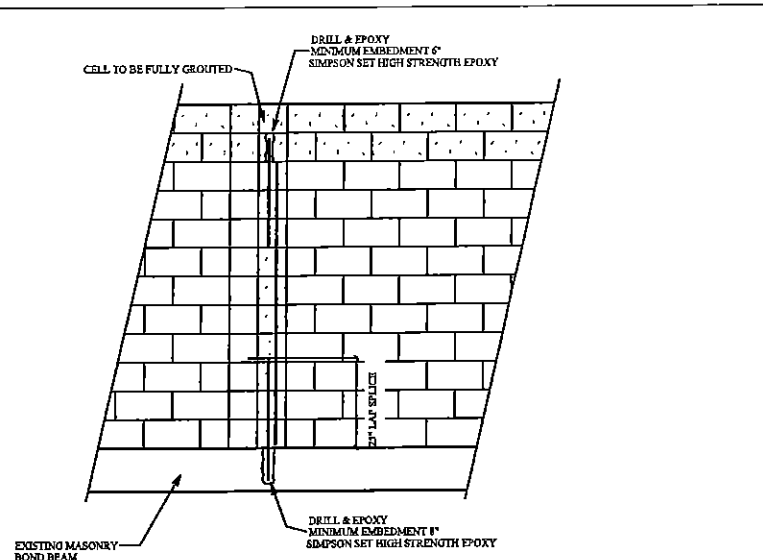 DRILL & EPOXY
MINIMUM EMBEDMENT 6"
SIMPSON SET HIGH STRENGTH EPOXY
CELL TO BE FULLY GROUTED
25" LAP SPLICE
DRILL & EPOXY
MINIMUM EMBEDMENT 8"
SIMPSON SET HIGH STRENGTH EPOXY
EXISTING MASONRY
BOND BEAM